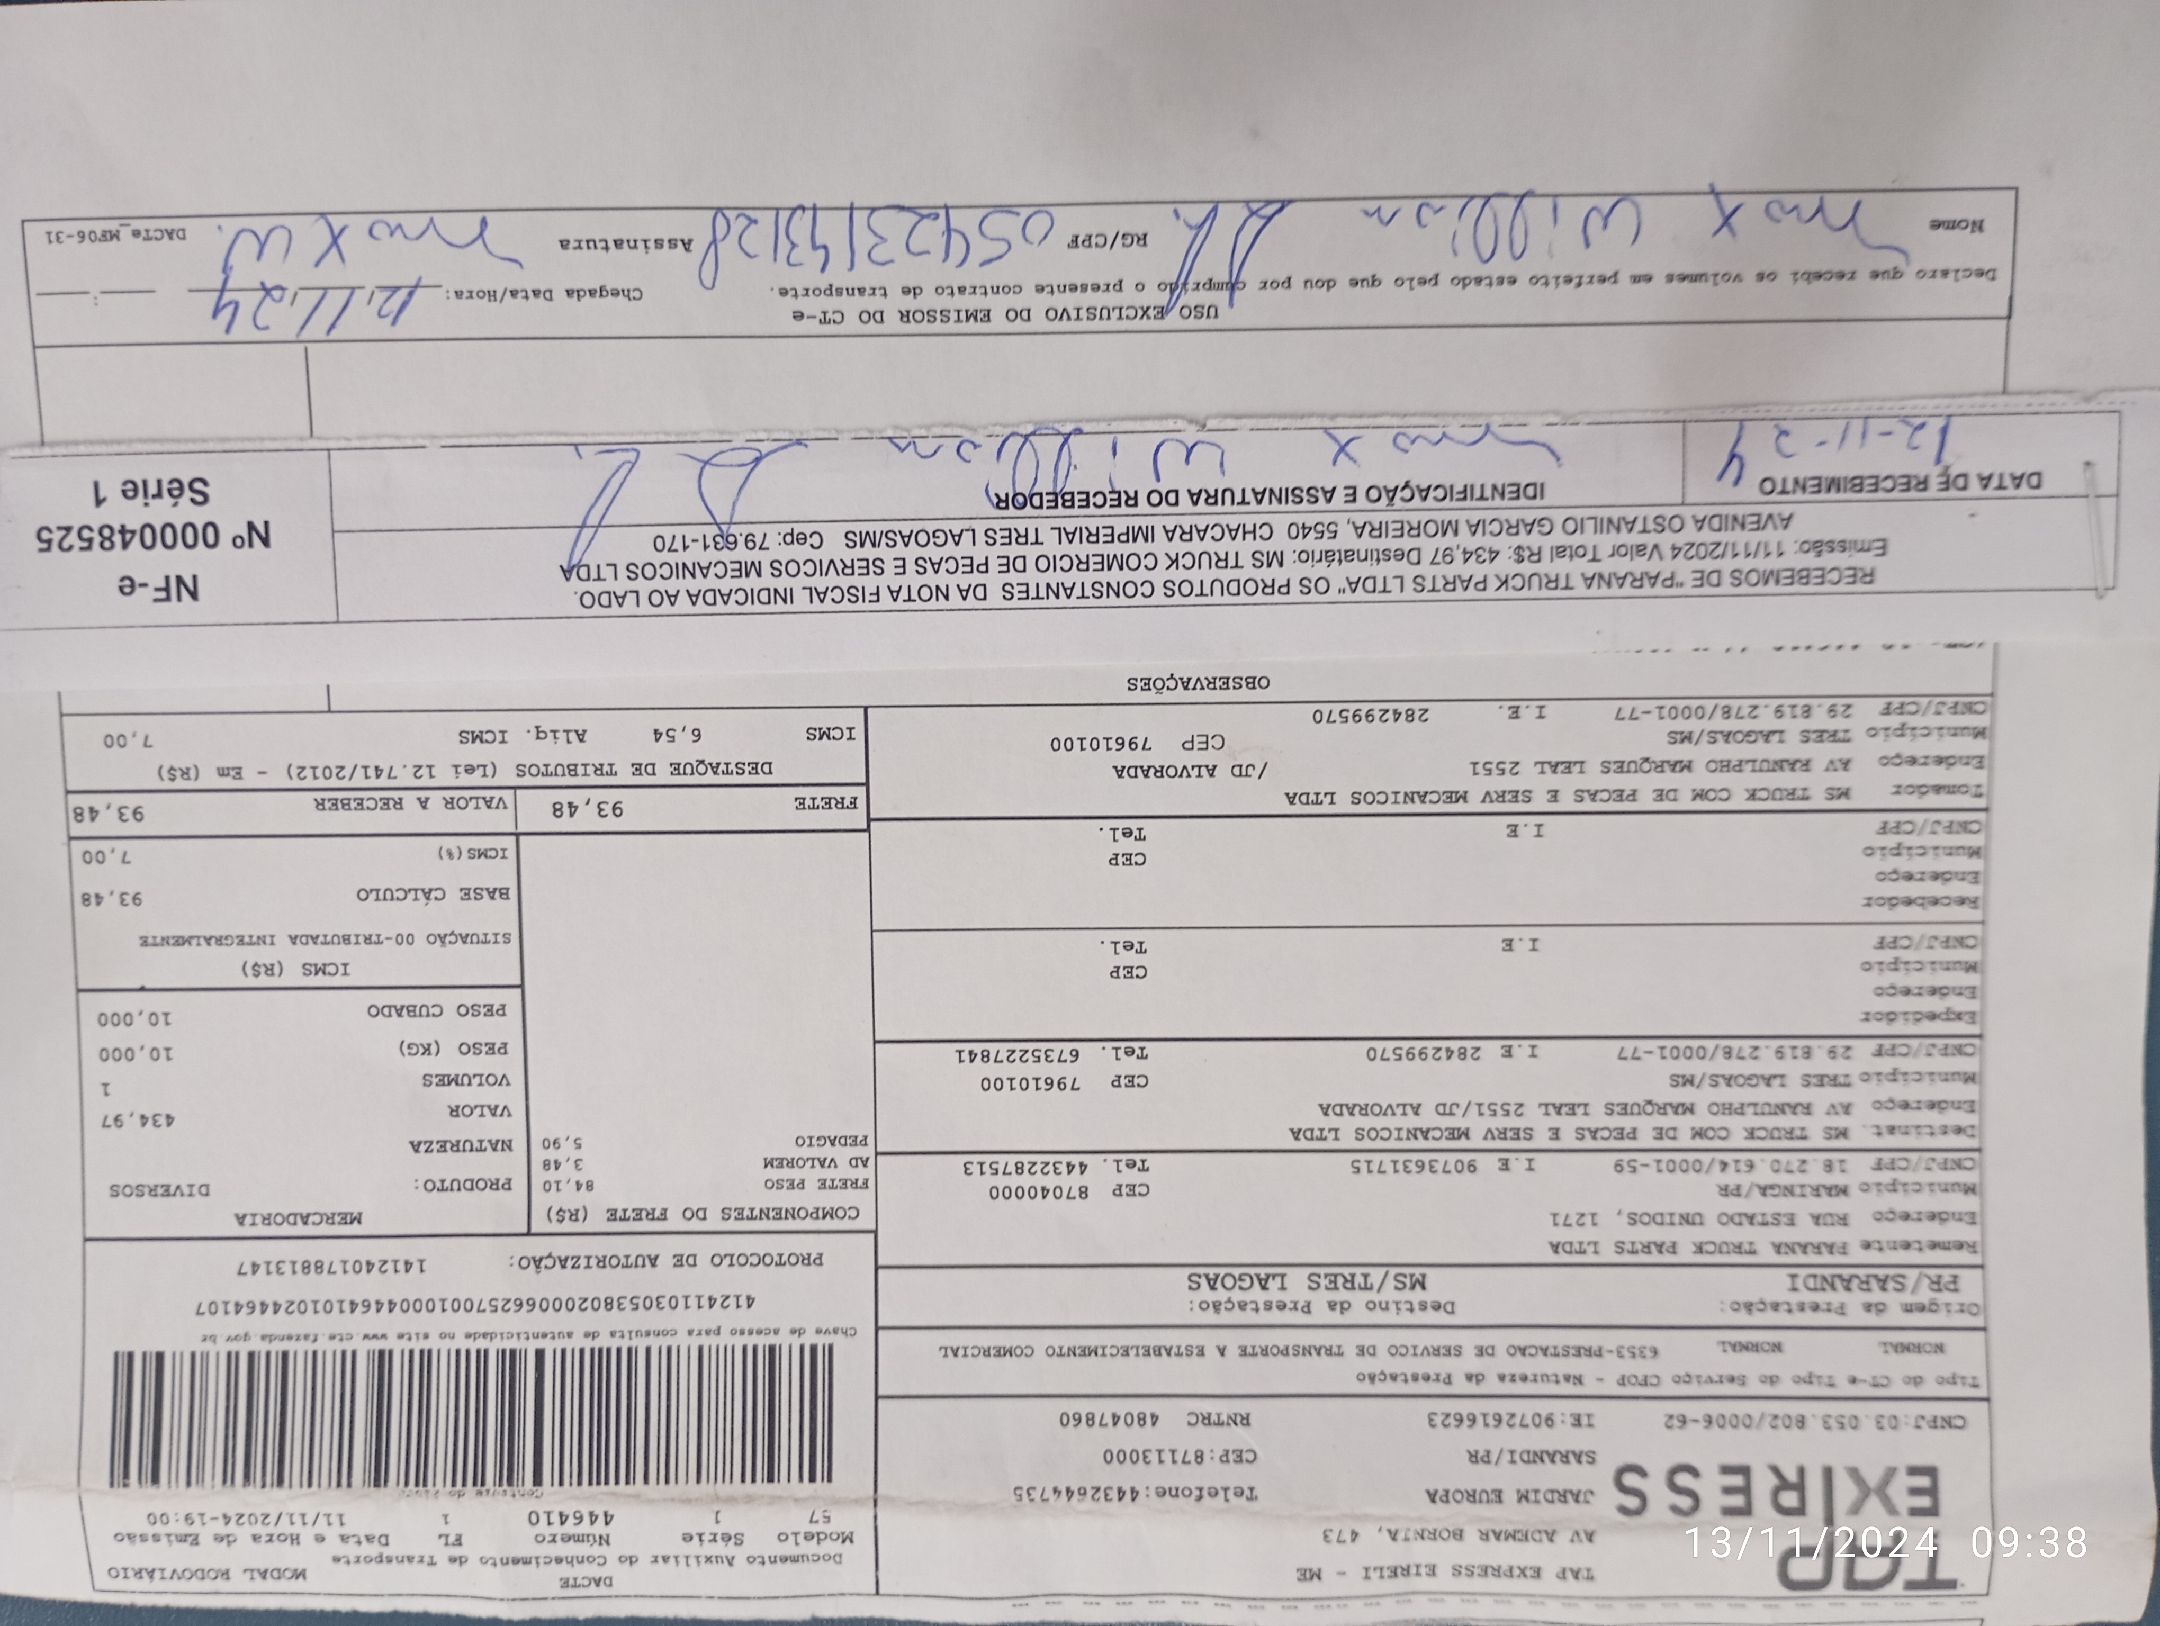 TAP EXPRESS
TAP EXPRESS EIRELI - ME
AV ADEMAR BORNIA, 473
JARDIM EUROPA Telefone:4432644735
SARANDI/PR CEP:87113000
CNPJ:03.053.802/0006-62 IE:9072616623 RNTRC 48047860
DACTE MODAL RODOVIÁRIO
Documento Auxiliar do Conhecimento de Transporte
Modelo Série Número FL Data e Hora de Emissão
57 1 446410 1 11/11/2024-19:00
Controle do Fisco
Tipo do CT-e Tipo do Serviço CFOP - Natureza da Prestação
NORMAL NORMAL 6353-PRESTACAO DE SERVICO DE TRANSPORTE A ESTABELECIMENTO COMERCIAL
Chave de acesso para consulta de autenticidade no site www.cte.fazenda.gov.br
41241103053802000662570010004464101024464107
Origem da Prestação: Destino da Prestação:
PR/SARANDI MS/TRES LAGOAS
PROTOCOLO DE AUTORIZAÇÃO: 141240178813147
Remetente PARANA TRUCK PARTS LTDA
Endereço RUA ESTADO UNIDOS, 1271
Município MARINGA/PR CEP 87040000
CNPJ/CPF 18.270.614/0001-59 I.E 9073631715 Tel. 4432287513
Destinat. MS TRUCK COM DE PECAS E SERV MECANICOS LTDA
Endereço AV RANULPHO MARQUES LEAL 2551/JD ALVORADA
Município TRES LAGOAS/MS CEP 79610100
CNPJ/CPF 29.819.278/0001-77 I.E 284299570 Tel. 6735227841
Expedidor
Endereço
Município CEP
CNPJ/CPF I.E Tel.
Recebedor
Endereço
Município CEP
CNPJ/CPF I.E Tel.
Tomador MS TRUCK COM DE PECAS E SERV MECANICOS LTDA
Endereço AV RANULPHO MARQUES LEAL 2551 /JD ALVORADA
Município TRES LAGOAS/MS CEP 79610100
CNPJ/CPF 29.819.278/0001-77 I.E. 284299570
COMPONENTES DO FRETE (R$)
FRETE PESO 84,10
AD VALOREM 3,48
PEDAGIO 5,90
MERCADORIA
PRODUTO: DIVERSOS
NATUREZA
VALOR 434,97
VOLUMES 1
PESO (KG) 10,000
PESO CUBADO 10,000
ICMS (R$)
SITUAÇÃO 00-TRIBUTADA INTEGRALMENTE
BASE CÁLCULO 93,48
ICMS(%) 7,00
FRETE 93,48 VALOR A RECEBER 93,48
DESTAQUE DE TRIBUTOS (Lei 12.741/2012) - Em (R$)
ICMS 6,54 Aliq. ICMS 7,00
OBSERVAÇÕES
RECEBEMOS DE "PARANA TRUCK PARTS LTDA" OS PRODUTOS CONSTANTES DA NOTA FISCAL INDICADA AO LADO.
Emissão: 11/11/2024 Valor Total R$: 434,97 Destinatário: MS TRUCK COMERCIO DE PECAS E SERVICOS MECANICOS LTDA
AVENIDA OSTANILIO GARCIA MOREIRA, 5540 CHACARA IMPERIAL TRES LAGOAS/MS Cep: 79.631-170
NF-e
Nº 000048525
Série 1
DATA DE RECEBIMENTO IDENTIFICAÇÃO E ASSINATURA DO RECEBEDOR
12-11-24 max William
USO EXCLUSIVO DO EMISSOR DO CT-e
Declaro que recebi os volumes em perfeito estado pelo que dou por cumprido o presente contrato de transporte. Chegada Data/Hora: 12.11.24
Nome max William RG/CPF 05423143128 Assinatura max W. DACTe_MF06-31
13/11/2024 09:38